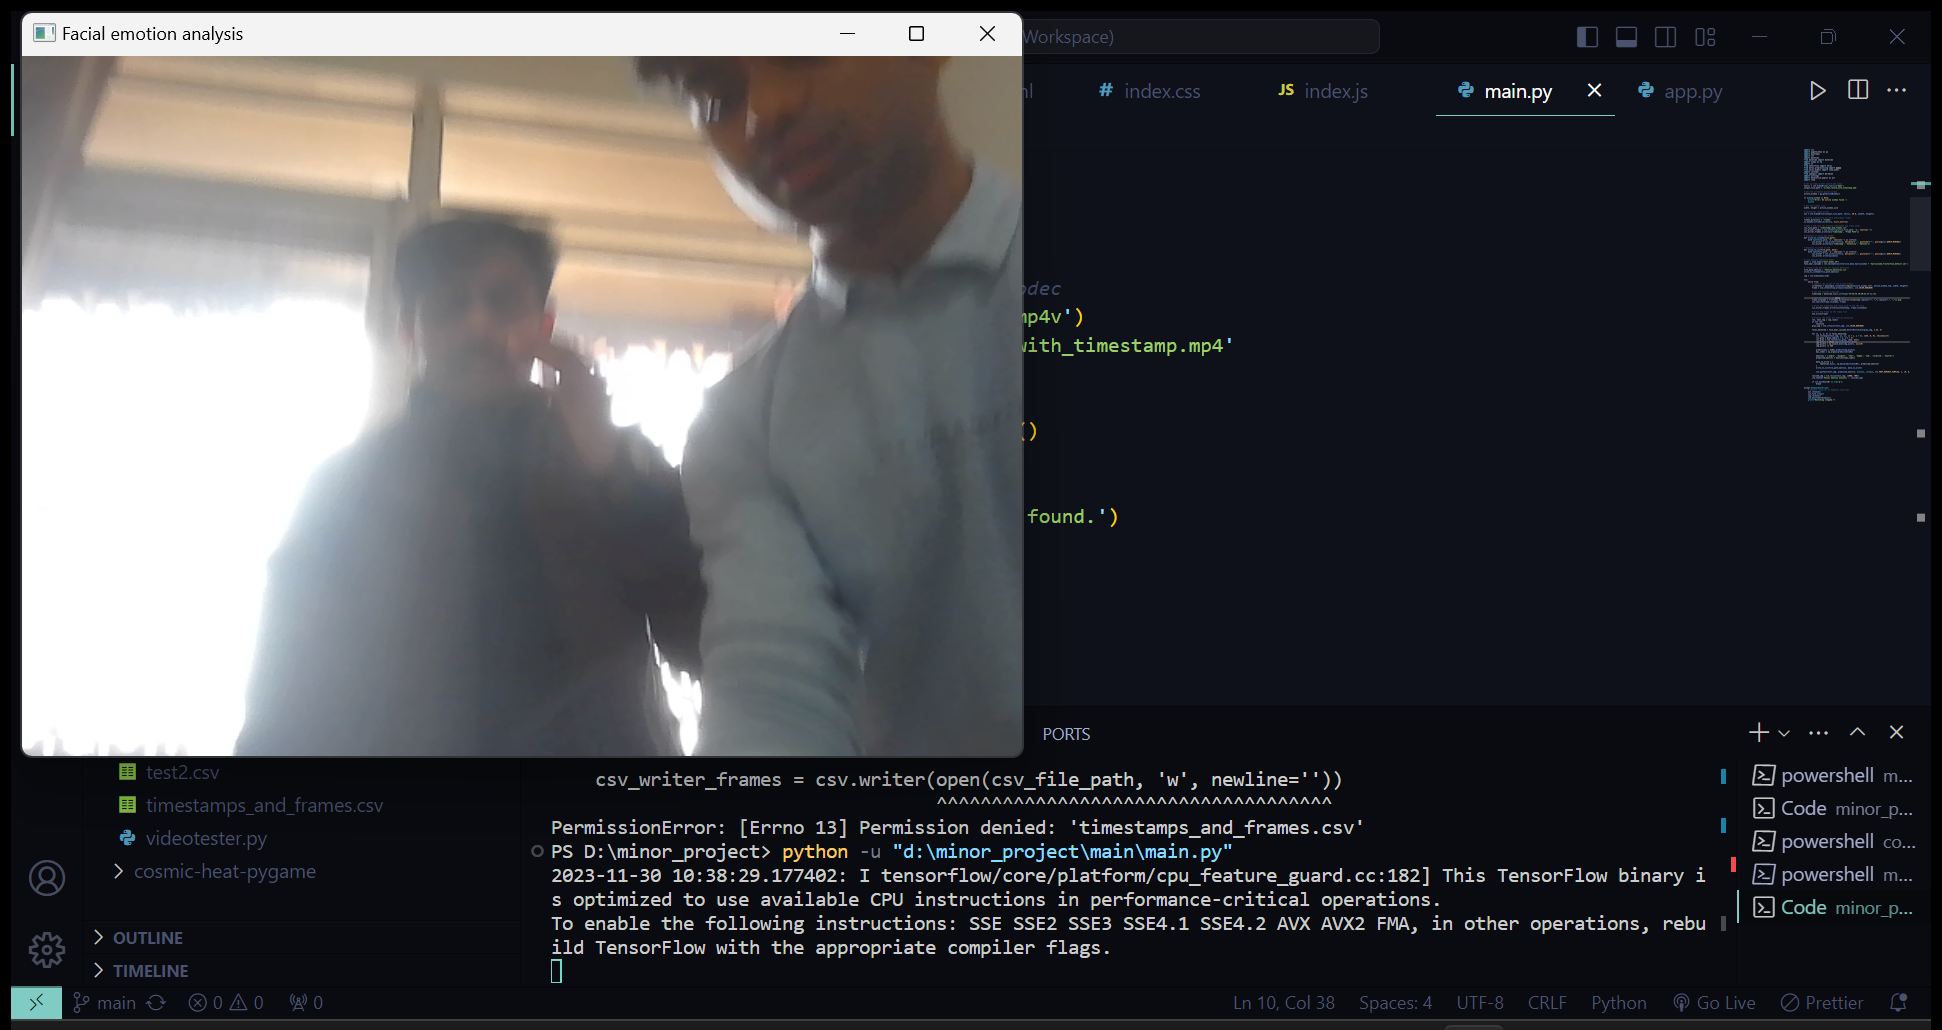 Facial emotion analysis
Workspace)
index.css
JS index.js
main.py
app.py
odec
mp4v')
with_timestamp.mp4'
()
found.')
PORTS
test2.csv
timestamps_and_frames.csv
videotester.py
cosmic-heat-pygame
OUTLINE
TIMELINE
csv_writer_frames = csv.writer(open(csv_file_path, 'w', newline=''))
^^^^^^^^^^^^^^^^^^^^^^^^^^^^^^^^^^^^
PermissionError: [Errno 13] Permission denied: 'timestamps_and_frames.csv'
PS D:\minor_project> python -u "d:\minor_project\main\main.py"
2023-11-30 10:38:29.177402: I tensorflow/core/platform/cpu_feature_guard.cc:182] This TensorFlow binary i
s optimized to use available CPU instructions in performance-critical operations.
To enable the following instructions: SSE SSE2 SSE3 SSE4.1 SSE4.2 AVX AVX2 FMA, in other operations, rebu
ild TensorFlow with the appropriate compiler flags.
powershell m...
Code minor_p...
powershell co...
powershell m...
Code minor_p...
main 0 0 0
Ln 10, Col 38 Spaces: 4 UTF-8 CRLF Python Go Live Prettier